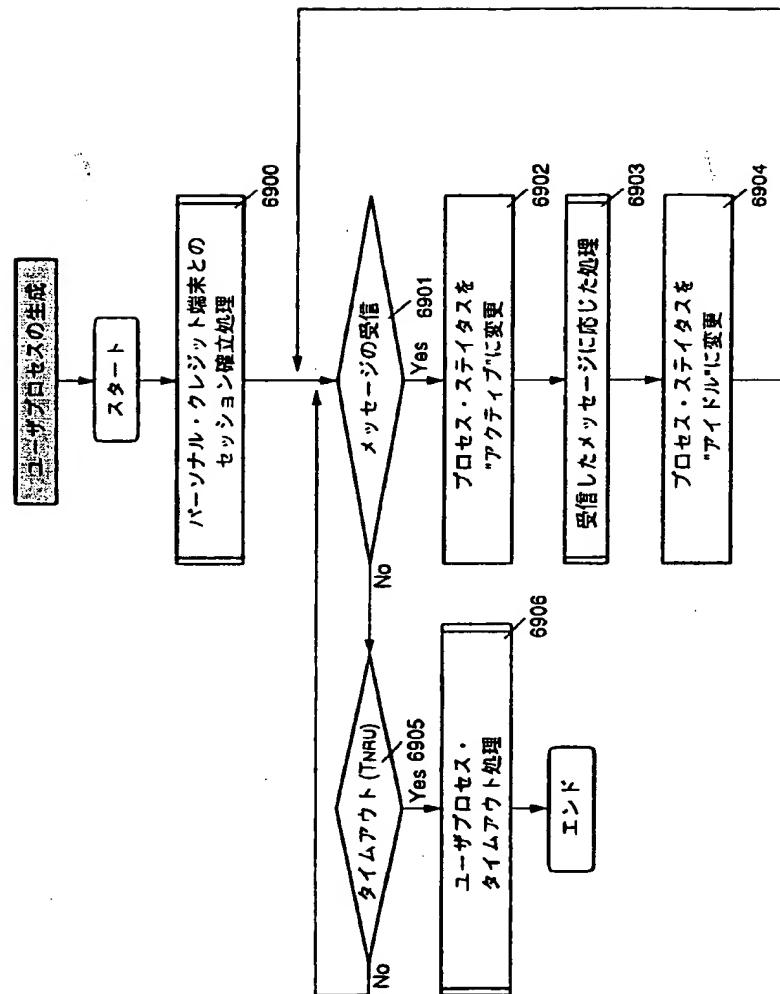 ユーザプロセスの生成
スタート
パーソナル・クレジット端末との
セッション確立処理
6900
メッセージの受信
6901
Yes
No
プロセス・ステイタスを
"アクティブ"に変更
6902
受信したメッセージに応じた処理
6903
プロセス・ステイタスを
"アイドル"に変更
6904
タイムアウト(TNRU)
6905
Yes
No
ユーザプロセス・
タイムアウト処理
6906
エンド